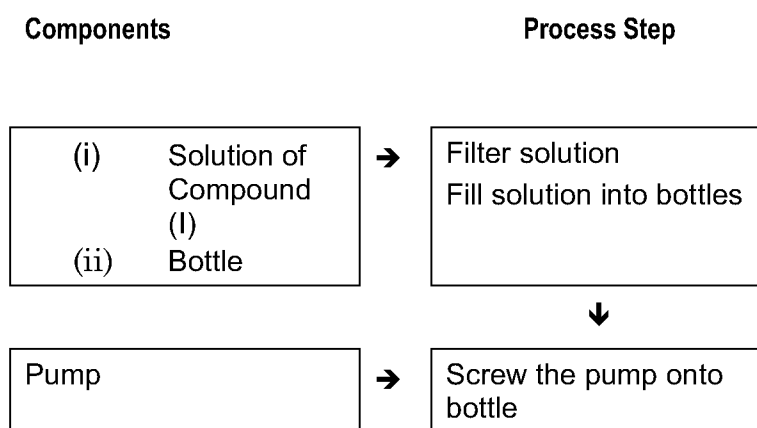 Components
Process Step
(i) Solution of
Compound
(I)
(ii) Bottle
Filter solution
Fill solution into bottles
Pump
Screw the pump onto
bottle